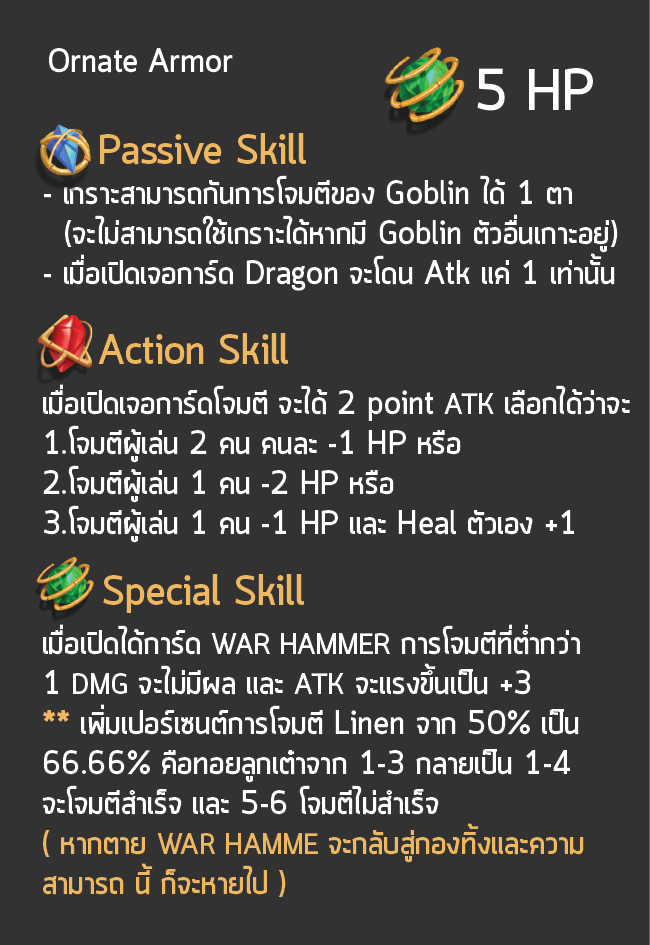 Ornate Armor
5 HP
Passive Skill
- เกราะสามารถกันการโจมตีของ Goblin ได้ 1 ตา
(จะไม่สามารถใช้เกราะได้หากมี Goblin ตัวอื่นเกาะอยู่)
- เมื่อเปิดเจอการ์ด Dragon จะโดน Atk แค่ 1 เท่านั้น
Action Skill
เมื่อเปิดเจอการ์ดโจมตี จะได้ 2 point ATK เลือกได้ว่าจะ
1.โจมตีผู้เล่น 2 คน คนละ -1 HP หรือ
2.โจมตีผู้เล่น 1 คน -2 HP หรือ
3.โจมตีผู้เล่น 1 คน -1 HP และ Heal ตัวเอง +1
Special Skill
เมื่อเปิดได้การ์ด WAR HAMMER การโจมตีที่ต่ำกว่า
1 DMG จะไม่มีผล และ ATK จะแรงขึ้นเป็น +3
** เพิ่มเปอร์เซนต์การโจมตี Linen จาก 50% เป็น
66.66% คือทอยลูกเต๋าจาก 1-3 กลายเป็น 1-4
จะโจมตีสำเร็จ และ 5-6 โจมตีไม่สำเร็จ
( หากตาย WAR HAMME จะกลับสู่กองทิ้งและความ
สามารถ นี้ ก็จะหายไป )